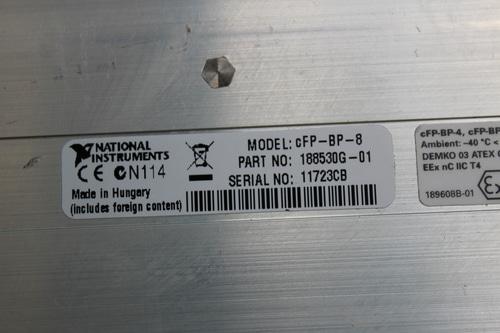 NATIONAL
INSTRUMENTS
CE N114
Made in Hungary
(includes foreign content)
MODEL: cFP-BP-8
PART NO: 188530G-01
SERIAL NO: 11723CB
cFP-BP-4, cFP-BP
Ambient: -40 °C <
DEMKO 03 ATEX
EEx nC IIC T4
189608B-01
Ex